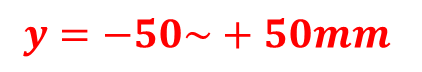 y = −50~ + 50mm